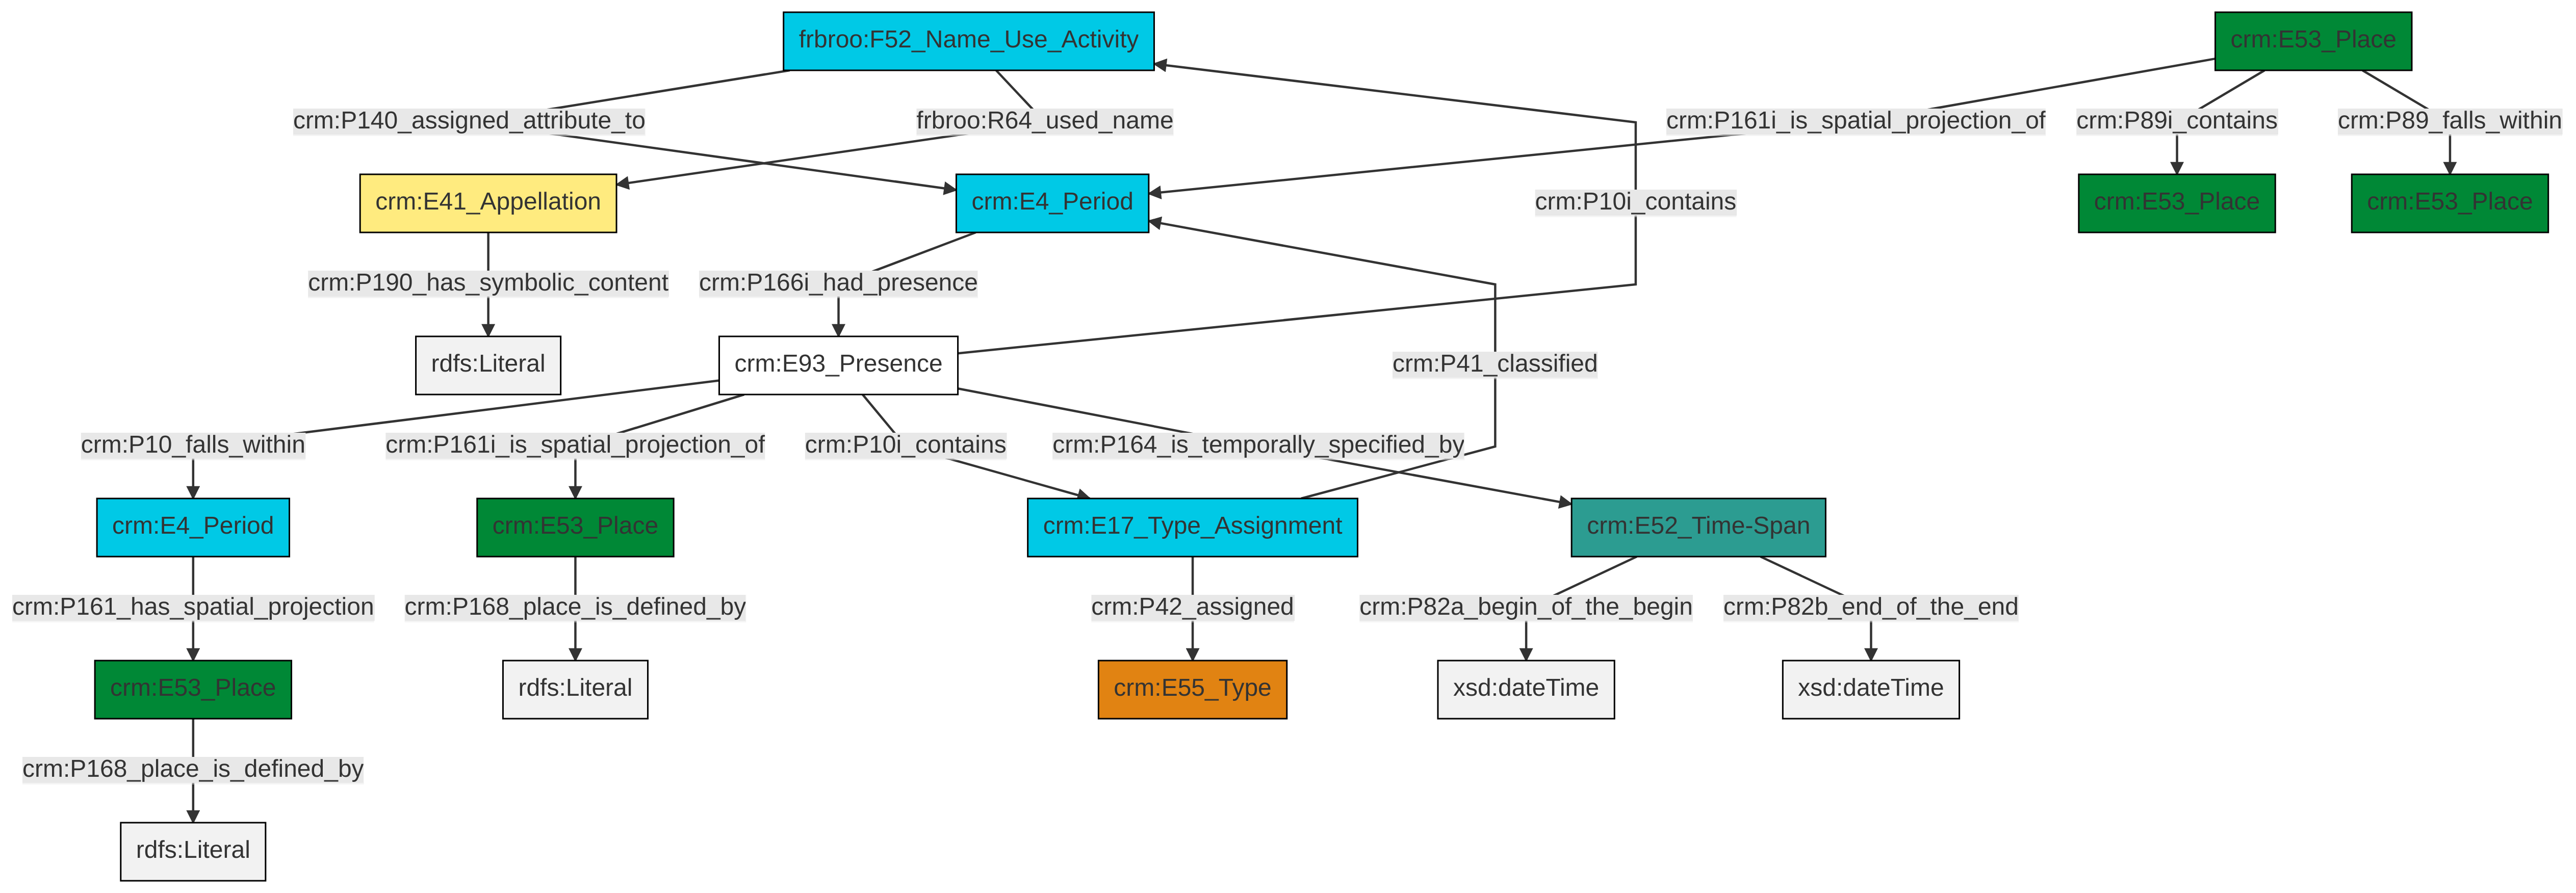 frbroo:F52_Name_Use_Activity
crm:E53_Place
crm:P140_assigned_attribute_to
frbroo:R64_used_name
crm:P161i_is_spatial_projection_of
crm:P89i_contains
crm:P89_falls_within
crm:E41_Appellation
crm:E4_Period
crm:P10i_contains
crm:E53_Place
crm:E53_Place
crm:P190_has_symbolic_content
crm:P166i_had_presence
rdfs:Literal
crm:E93_Presence
crm:P41_classified
crm:P10_falls_within
crm:P161i_is_spatial_projection_of
crm:P10i_contains
crm:P164_is_temporally_specified_by
crm:E4_Period
crm:E53_Place
crm:E17_Type_Assignment
crm:E52_Time-Span
crm:P161_has_spatial_projection
crm:P168_place_is_defined_by
crm:P42_assigned
crm:P82a_begin_of_the_begin
crm:P82b_end_of_the_end
crm:E53_Place
rdfs:Literal
crm:E55_Type
xsd:dateTime
xsd:dateTime
crm:P168_place_is_defined_by
rdfs:Literal